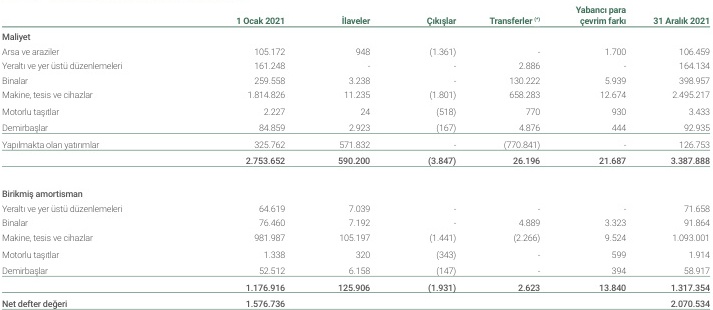 Yabancı para
1 Ocak 2021 İlaveler Çıkışlar Transferler (*) çevrim farkı 31 Aralık 2021
Maliyet
Arsa ve araziler 105.172 948 (1.361) - 1.700 106.459
Yeraltı ve yer üstü düzenlemeleri 161.248 - - 2.886 - 164.134
Binalar 259.558 3.238 - 130.222 5.939 398.957
Makine, tesis ve cihazlar 1.814.826 11.235 (1.801) 658.283 12.674 2.495.217
Motorlu taşıtlar 2.227 24 (518) 770 930 3.433
Demirbaşlar 84.859 2.923 (167) 4.876 444 92.935
Yapılmakta olan yatırımlar 325.762 571.832 - (770.841) - 126.753
2.753.652 590.200 (3.847) 26.196 21.687 3.387.888
Birikmiş amortisman
Yeraltı ve yer üstü düzenlemeleri 64.619 7.039 - - - 71.658
Binalar 76.460 7.192 - 4.889 3.323 91.864
Makine, tesis ve cihazlar 981.987 105.197 (1.441) (2.266) 9.524 1.093.001
Motorlu taşıtlar 1.338 320 (343) - 599 1.914
Demirbaşlar 52.512 6.158 (147) - 394 58.917
1.176.916 125.906 (1.931) 2.623 13.840 1.317.354
Net defter değeri 1.576.736 2.070.534